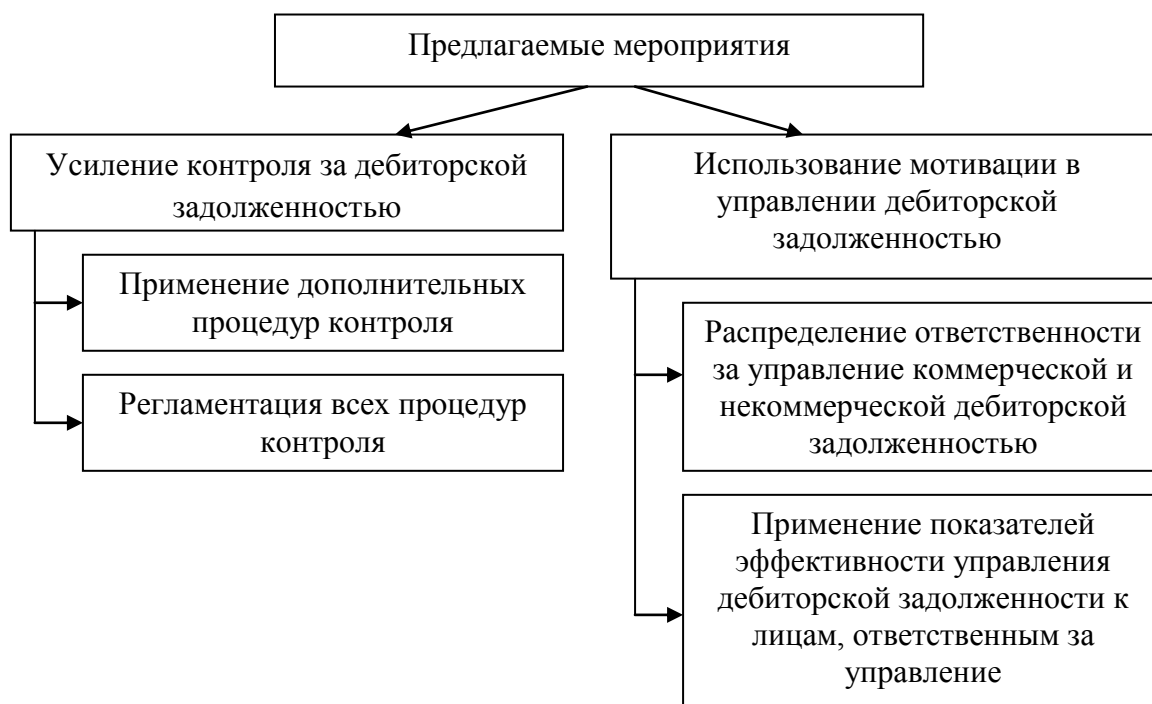 Предлагаемые мероприятия
Усиление контроля за дебиторской
задолженностью
Применение дополнительных
процедур контроля
Регламентация всех процедур
контроля
Использование мотивации в
управлении дебиторской
задолженностью
Распределение ответственности
за управление коммерческой и
некоммерческой дебиторской
задолженностью
Применение показателей
эффективности управления
дебиторской задолженности к
лицам, ответственным за
управление